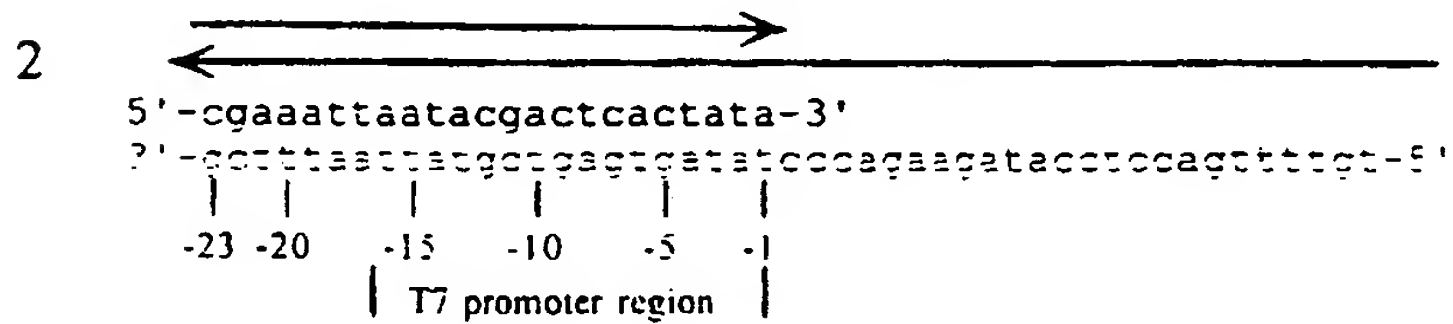 2
5'-cgaaattaatacgactcactata-3'
3'-gctttaattatgctgagtgatatcccagaagatacctccagttttgt-5'
-23 -20 -15 -10 -5 -1
T7 promoter region